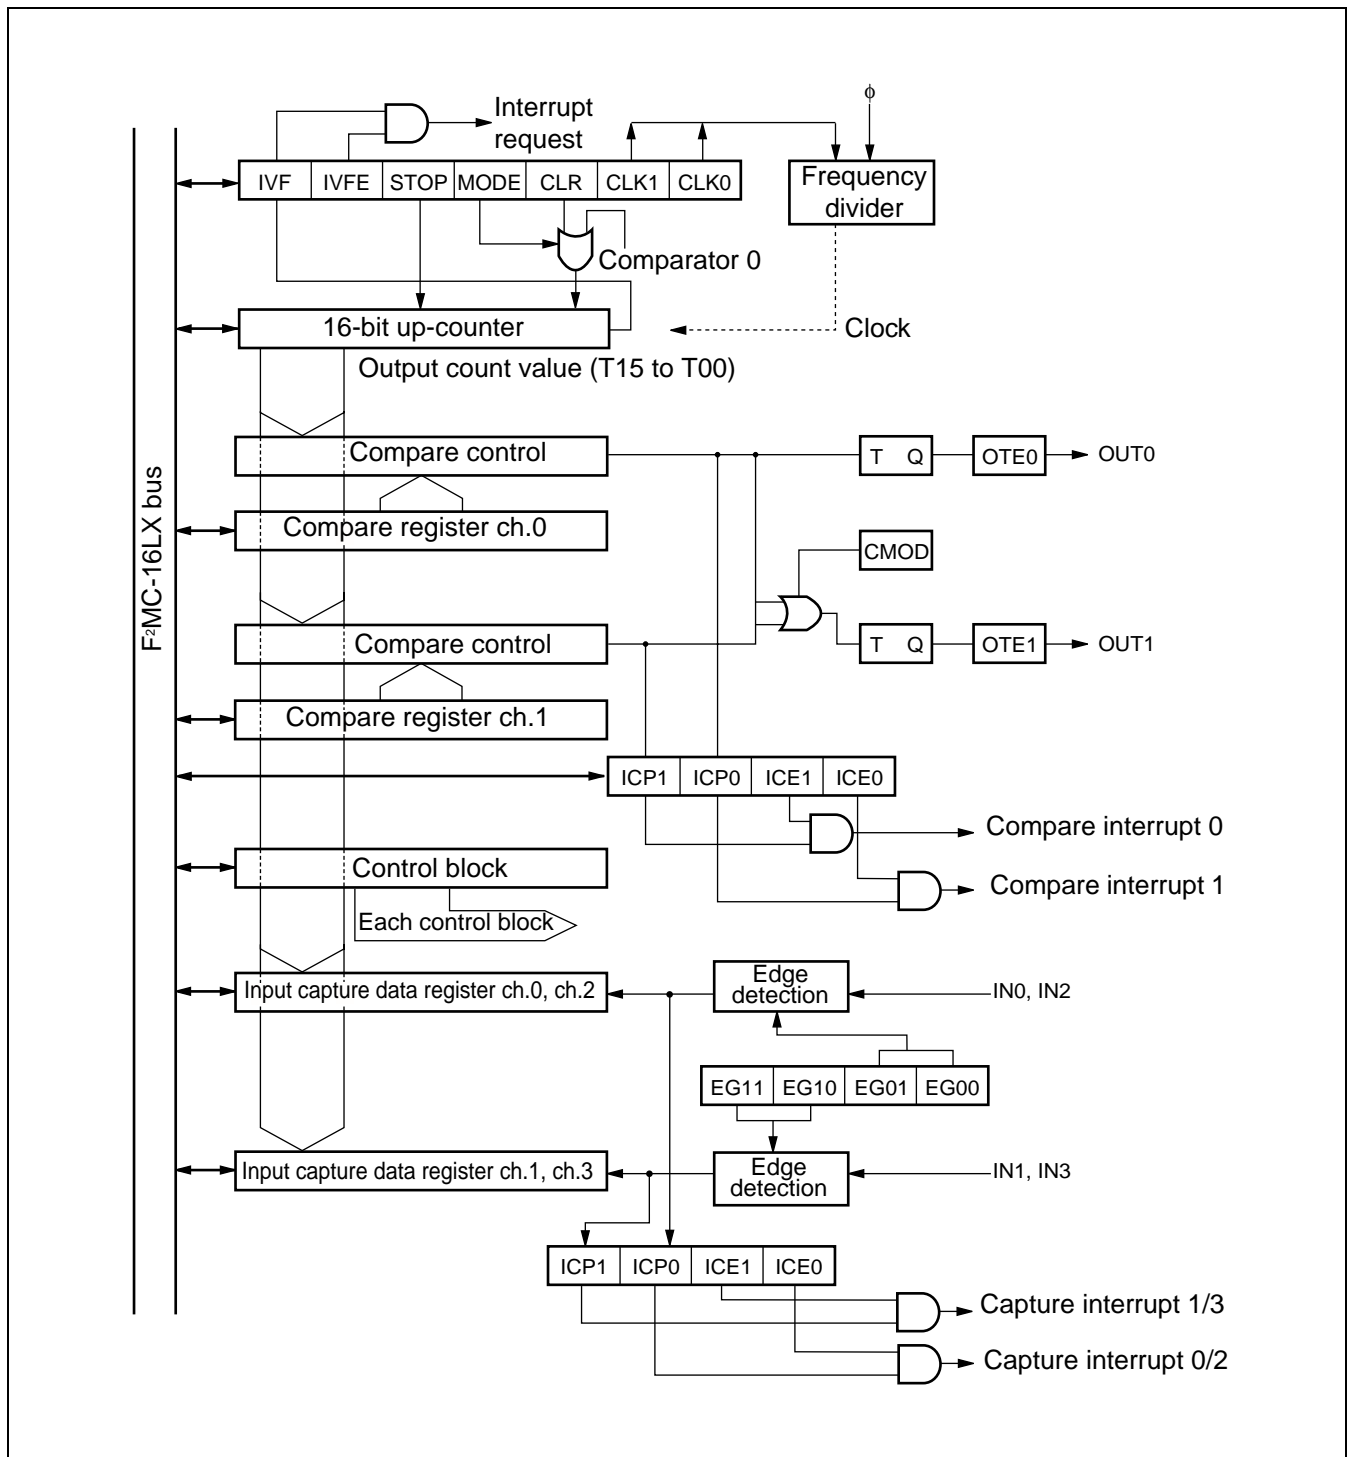 Interrupt
request
ϕ
IVF IVFE STOP MODE CLR CLK1 CLK0
Frequency
divider
Comparator 0
16-bit up-counter
Clock
Output count value (T15 to T00)
F²MC-16LX bus
Compare control
T Q
OTE0
OUT0
Compare register ch.0
CMOD
Compare control
T Q
OTE1
OUT1
Compare register ch.1
ICP1 ICP0 ICE1 ICE0
Compare interrupt 0
Control block
Compare interrupt 1
Each control block
Input capture data register ch.0, ch.2
Edge
detection
IN0, IN2
EG11 EG10 EG01 EG00
Input capture data register ch.1, ch.3
Edge
detection
IN1, IN3
ICP1 ICP0 ICE1 ICE0
Capture interrupt 1/3
Capture interrupt 0/2